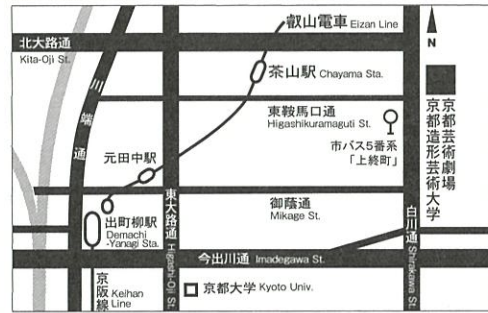 叡山電車 Eizan Line
北大路通
Kita-Oji St.
N
茶山駅 Chayama Sta.
川端通
東鞍馬口通
Higashikuramaguti St.
市バス5番系
「上終町」
京都芸術劇場
京都造形芸術大学
元田中駅
東大路通 Higashi-Oji St.
御蔭通
Mikage St.
白川通 Shirakawa St.
出町柳駅
Demachi
-Yanagi Sta.
今出川通 Imadegawa St.
京阪線 Keihan
Line
京都大学 Kyoto Univ.